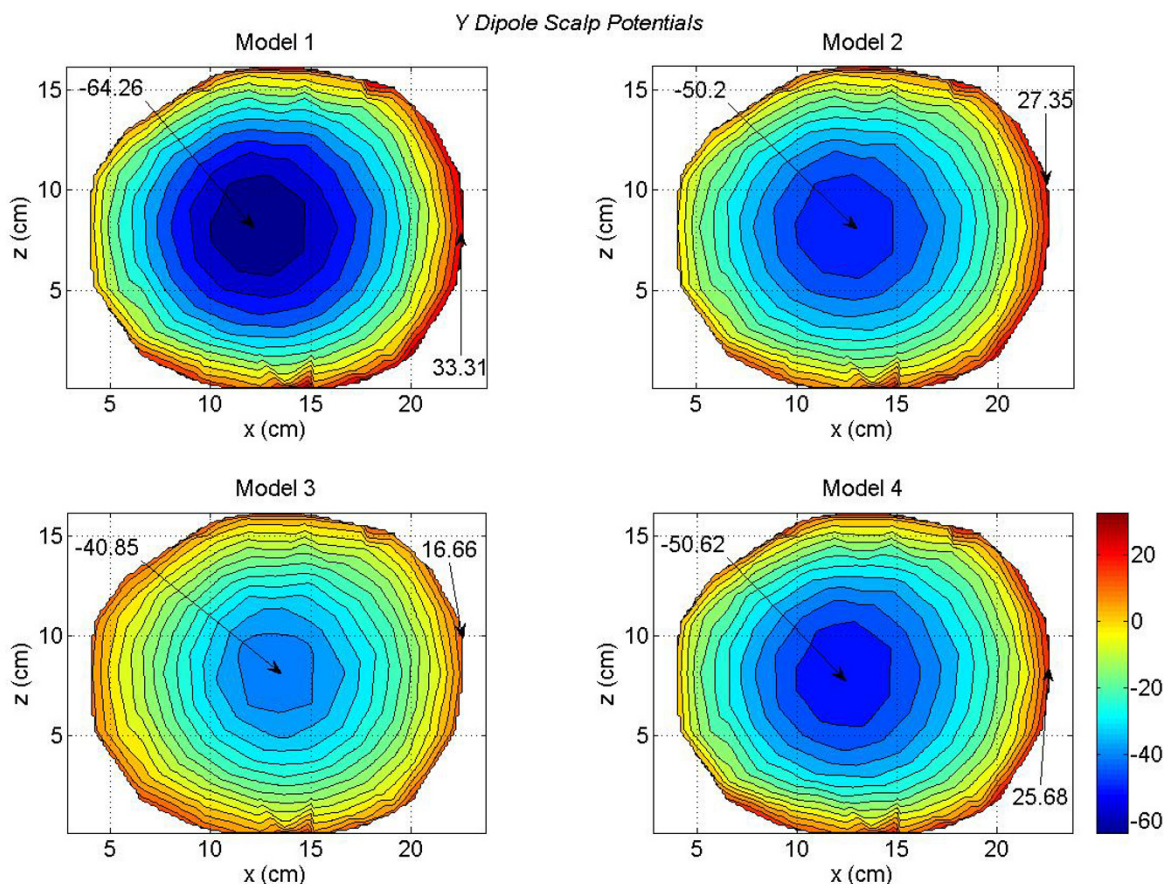 Y Dipole Scalp Potentials
Model 1
Model 2
-64.26
-50.2
27.35
33.31
15
10
5
z (cm)
5 10 15 20
x (cm)
15
10
5
z (cm)
5 10 15 20
x (cm)
Model 3
Model 4
-40.85
16.66
-50.62
25.68
15
10
5
z (cm)
5 10 15 20
x (cm)
15
10
5
z (cm)
5 10 15 20
x (cm)
20
0
-20
-40
-60